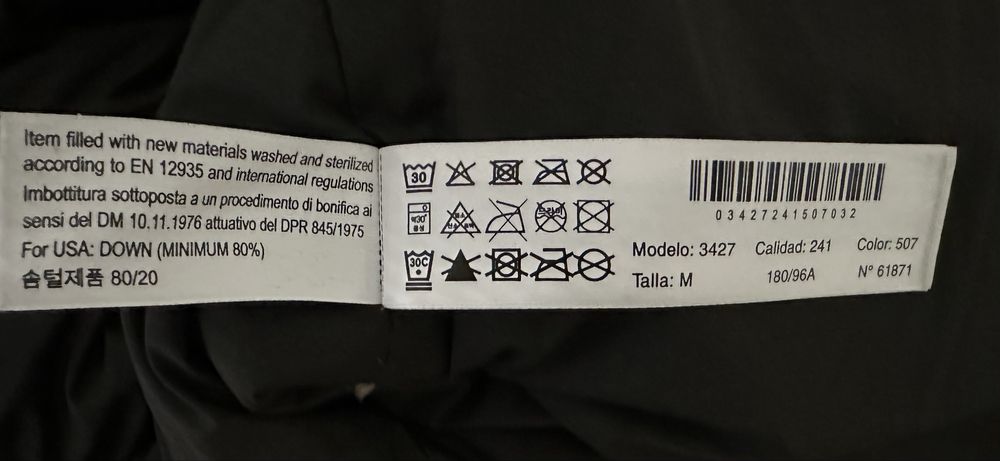 Item filled with new materials washed and sterilized
according to EN 12935 and international regulations
Imbottitura sottoposta a un procedimento di bonifica ai
sensi del DM 10.11.1976 attuativo del DPR 845/1975
For USA: DOWN (MINIMUM 80%)
솜털제품 80/20
30
30C
03427241507032
Modelo: 3427 Calidad: 241 Color: 507
Talla: M 180/96A Nº 61871